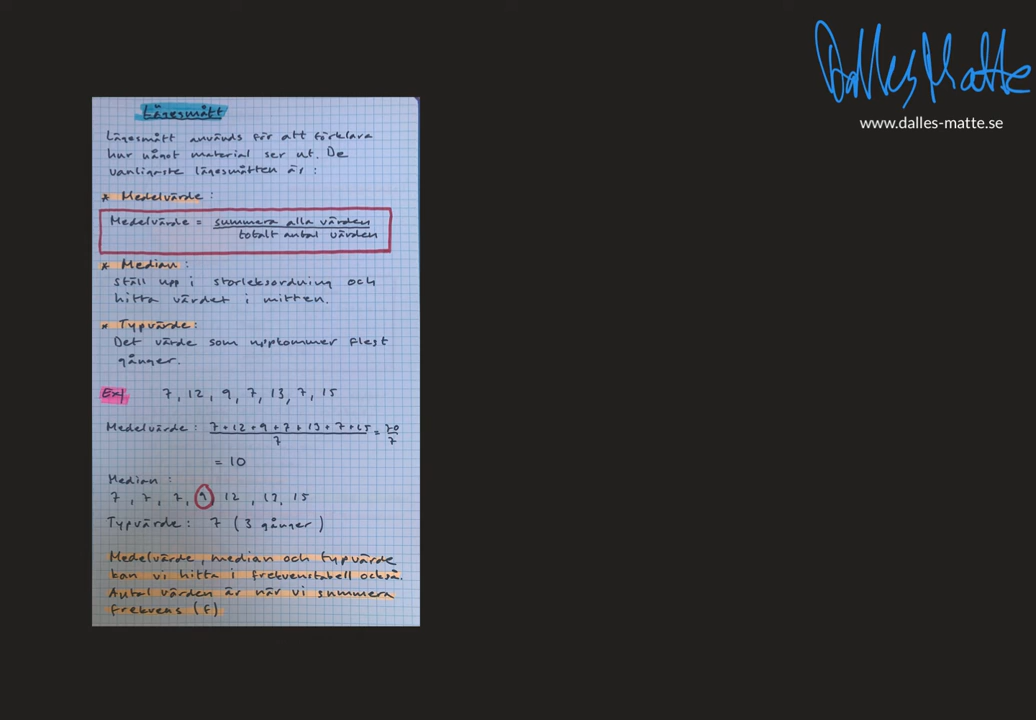 Dalles Matte
www.dalles-matte.se
Lägesmått
Lägesmått används för att förklara
hur något material ser ut. De
vanligaste lägesmåtten är :
* Medelvärde :
Medelvärde = summera alla värden
totalt antal värden
* Median :
Ställ upp i storleksordning och
hitta värdet i mitten.
* Typvärde :
Det värde som uppkommer flest
gånger.
Ex) 7, 12, 9, 7, 13, 7, 15
Medelvärde : 7 + 12 + 9 + 7 + 13 + 7 + 15 = 70
7 7
= 10
Median :
7, 7, 7, 9, 12, 13, 15
Typvärde : 7 (3 gånger)
Medelvärde, median och typvärde
kan vi hitta i frekvenstabell också.
Antal värden är när vi summera
frekvens (f)